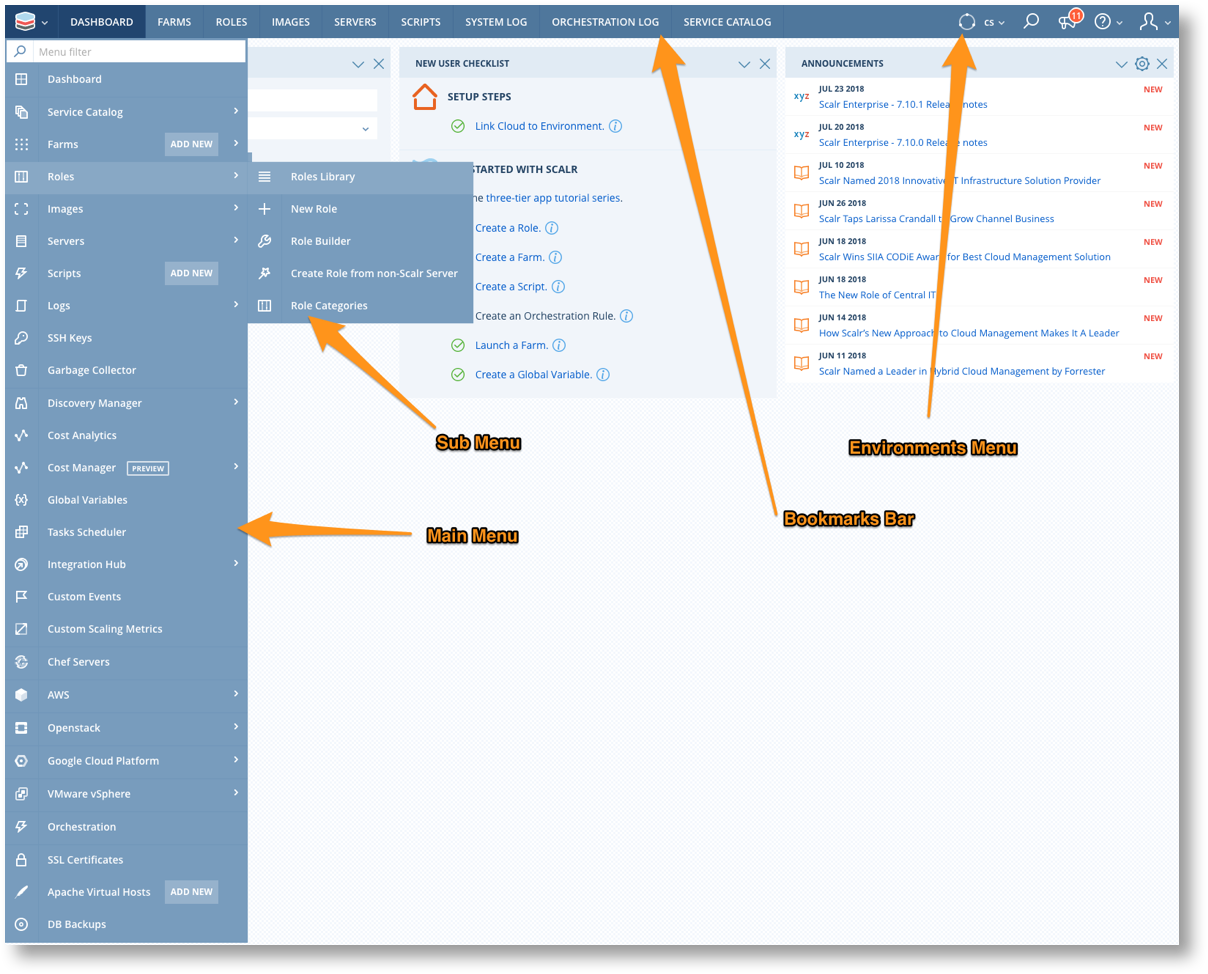 DASHBOARD FARMS ROLES IMAGES SERVERS SCRIPTS SYSTEM LOG ORCHESTRATION LOG SERVICE CATALOG cs 11
Menu filter
Dashboard
Service Catalog
Farms ADD NEW
Roles
Images
Servers
Scripts ADD NEW
Logs
SSH Keys
Garbage Collector
Discovery Manager
Cost Analytics
Cost Manager PREVIEW
Global Variables
Tasks Scheduler
Integration Hub
Custom Events
Custom Scaling Metrics
Chef Servers
AWS
Openstack
Google Cloud Platform
VMware vSphere
Orchestration
SSL Certificates
Apache Virtual Hosts ADD NEW
DB Backups
Roles Library
New Role
Role Builder
Create Role from non-Scalr Server
Role Categories
NEW USER CHECKLIST
SETUP STEPS
Link Cloud to Environment.
STARTED WITH SCALR
three-tier app tutorial series.
Create a Role.
Create a Farm.
Create a Script.
Create an Orchestration Rule.
Launch a Farm.
Create a Global Variable.
ANNOUNCEMENTS
xyz JUL 23 2018 NEW
Scalr Enterprise - 7.10.1 Release notes
xyz JUL 20 2018 NEW
Scalr Enterprise - 7.10.0 Release notes
JUL 10 2018 NEW
Scalr Named 2018 Innovative IT Infrastructure Solution Provider
JUN 26 2018 NEW
Scalr Taps Larissa Crandall to Grow Channel Business
JUN 18 2018 NEW
Scalr Wins SIIA CODiE Award for Best Cloud Management Solution
JUN 18 2018 NEW
The New Role of Central IT
JUN 14 2018 NEW
How Scalr's New Approach to Cloud Management Makes It A Leader
JUN 11 2018 NEW
Scalr Named a Leader in Hybrid Cloud Management by Forrester
Sub Menu
Environments Menu
Bookmarks Bar
Main Menu